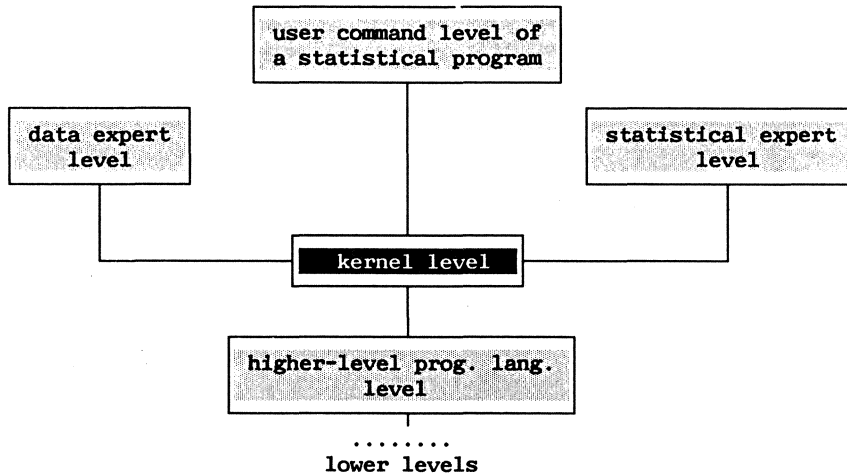 user command level of
a statistical program
data expert
level
statistical expert
level
kernel level
higher-level prog. lang.
level
........
lower levels